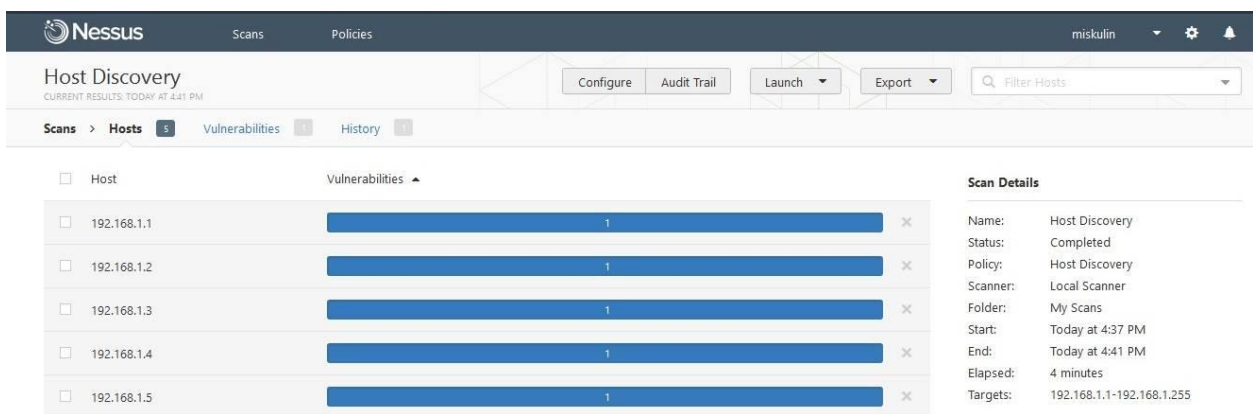 Nessus
Scans
Policies
miskulin
Host Discovery
CURRENT RESULTS: TODAY AT 4:41 PM
Configure
Audit Trail
Launch
Export
Filter Hosts
Scans > Hosts 5
Vulnerabilities 1
History 1
Host
Vulnerabilities
192.168.1.1
1
192.168.1.2
1
192.168.1.3
1
192.168.1.4
1
192.168.1.5
1
Scan Details
Name: Host Discovery
Status: Completed
Policy: Host Discovery
Scanner: Local Scanner
Folder: My Scans
Start: Today at 4:37 PM
End: Today at 4:41 PM
Elapsed: 4 minutes
Targets: 192.168.1.1-192.168.1.255